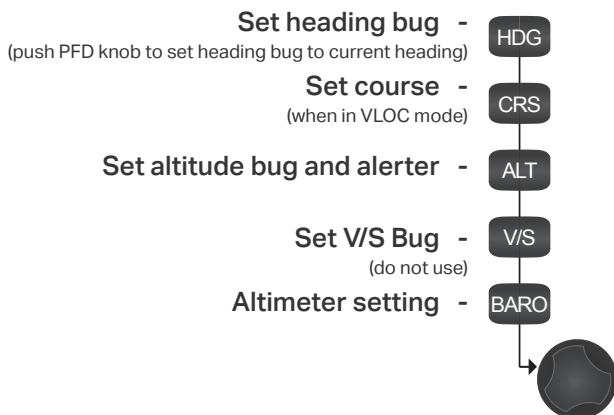 Set heading bug - HDG
(push PFD knob to set heading bug to current heading)
Set course - CRS
(when in VLOC mode)
Set altitude bug and alerter - ALT
Set V/S Bug - V/S
(do not use)
Altimeter setting - BARO